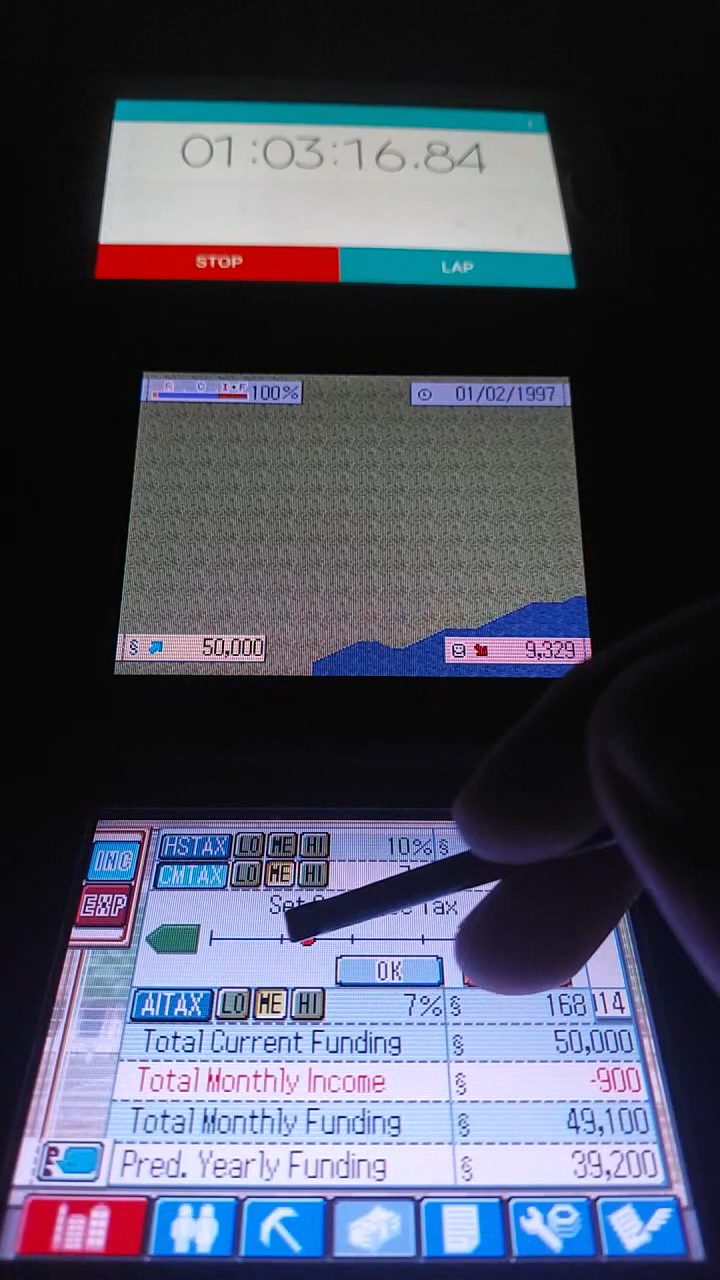 01:03:16.84
STOP LAP
R C I+F 100% 01/02/1997
§ 50,000 9,329
INC HSTAX LO ME HI 10% §
CMTAX LO ME HI
EXP
Tax
OK
AITAX LO ME HI 7% § 168
Total Current Funding § 50,000
Total Monthly Income § -900
Total Monthly Funding § 49,100
Pred. Yearly Funding § 39,200